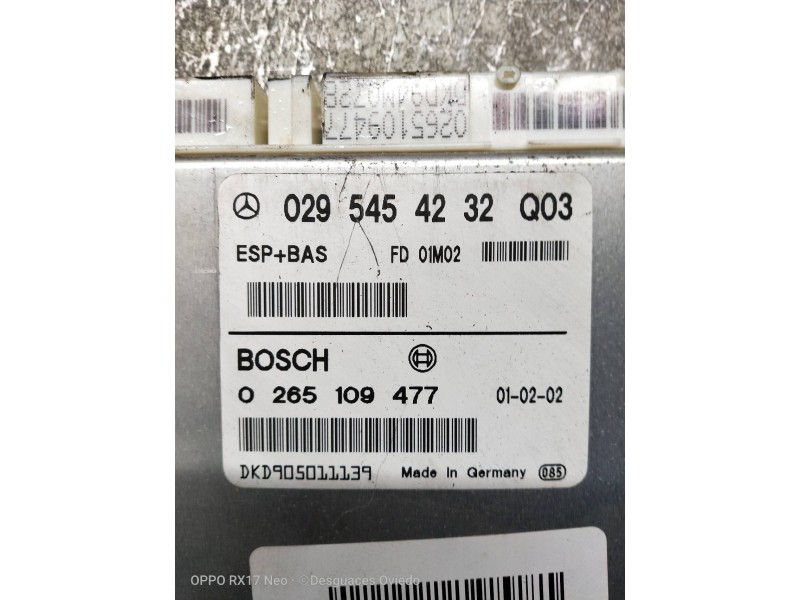 DKD94M072B
0265109477
029 545 42 32 Q03
ESP+BAS FD 01M02
BOSCH
0 265 109 477 01-02-02
DKD905011139 Made in Germany 085
OPPO RX17 Neo · © Desguaces Oviedo